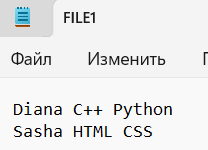 FILE1
Файл Изменить
Diana C++ Python
Sasha HTML CSS